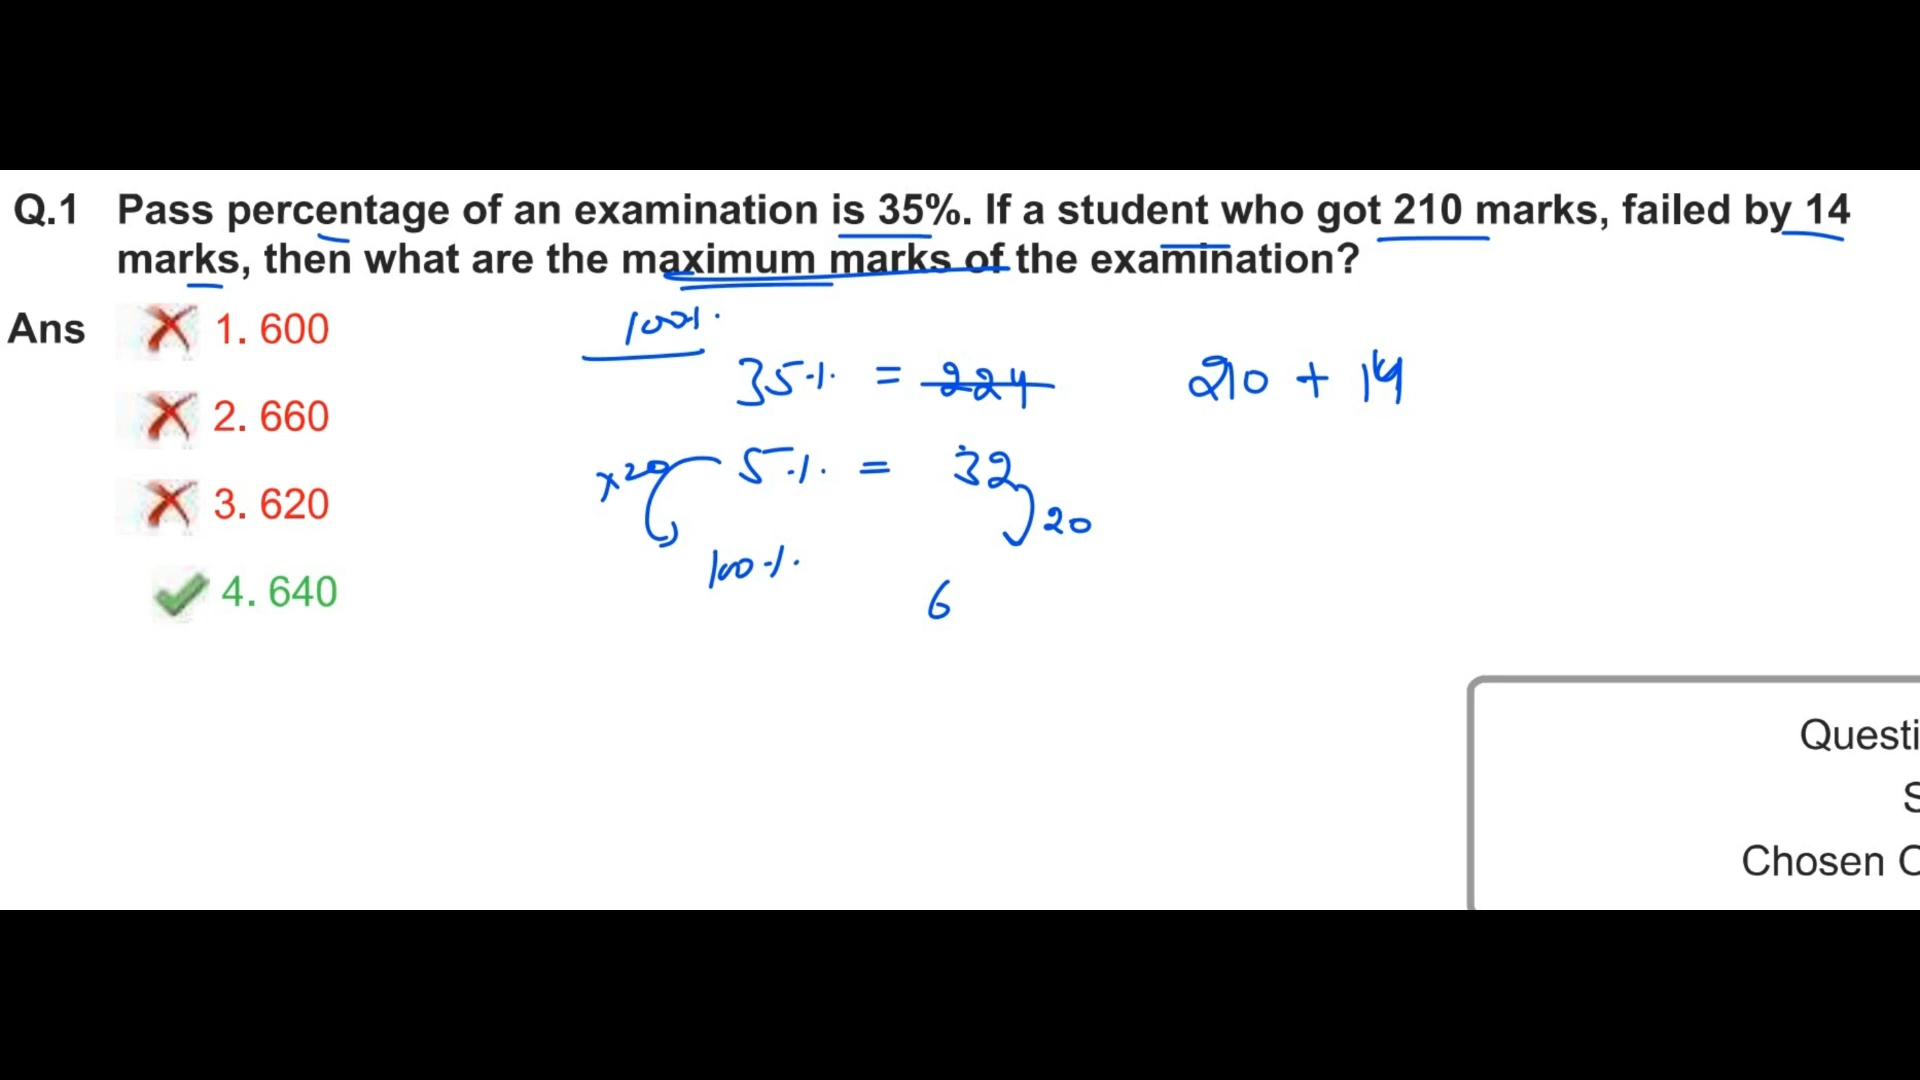 Q.1 Pass percentage of an examination is 35%. If a student who got 210 marks, failed by 14
marks, then what are the maximum marks of the examination?
Ans 1. 600
2. 660
3. 620
4. 640
100%.
35% = 224 210 + 14
x20 5%. = 32
20
100%.
6
Questi
S
Chosen O